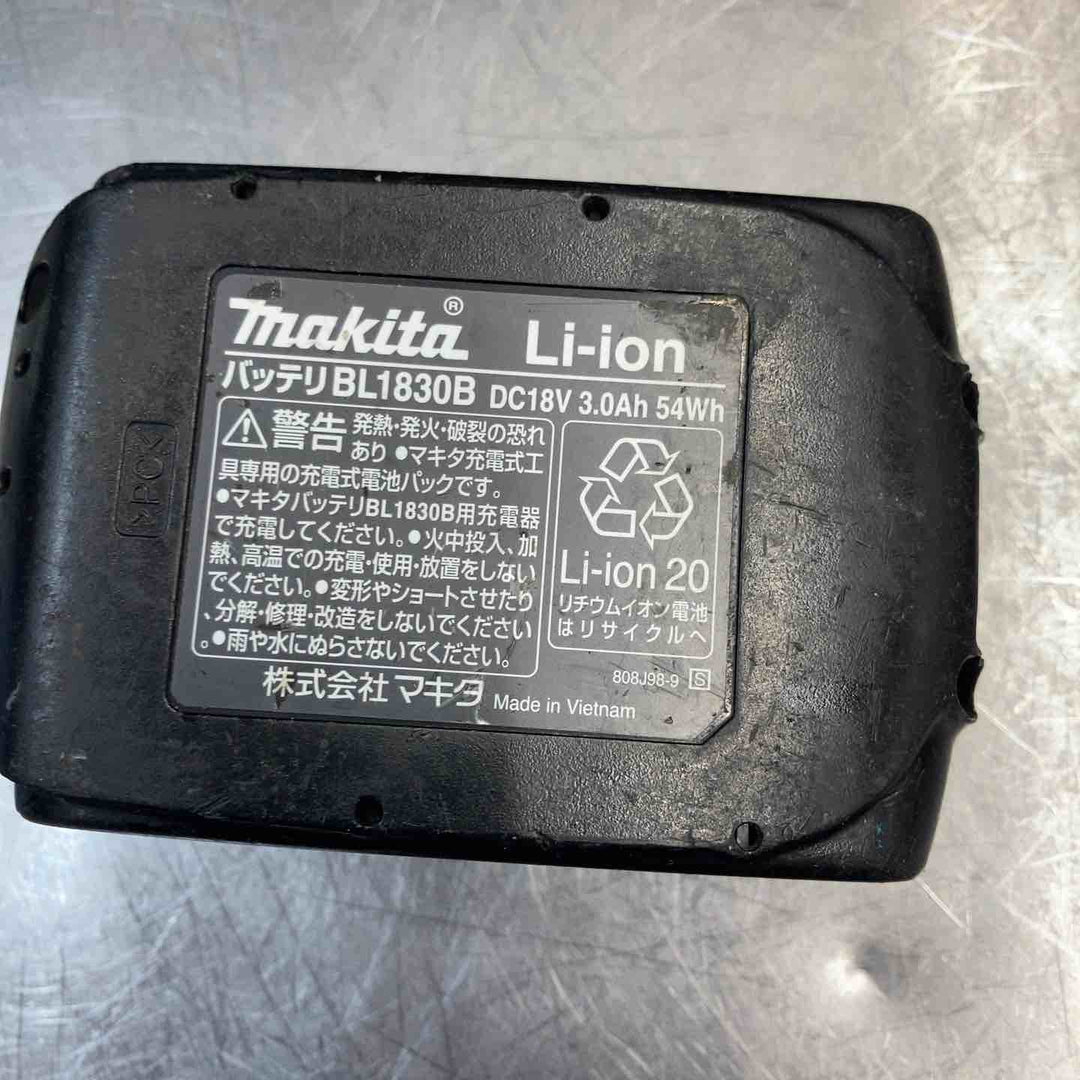 makita® Li-ion
バッテリBL1830B DC18V 3.0Ah 54Wh
警告 発熱・発火・破裂の恐れ
あり ●マキタ充電式工
具専用の充電式電池パックです。
●マキタバッテリBL1830B用充電器
で充電してください。●火中投入、加
熱、高温での充電・使用・放置をしない
でください。●変形やショートさせたり
、分解・修理・改造をしないでください
。●雨や水にぬらさないでください。
Li-ion 20
リチウムイオン電池
はリサイクルへ
808J98-9 S
株式会社マキタ Made in Vietnam
>PC<